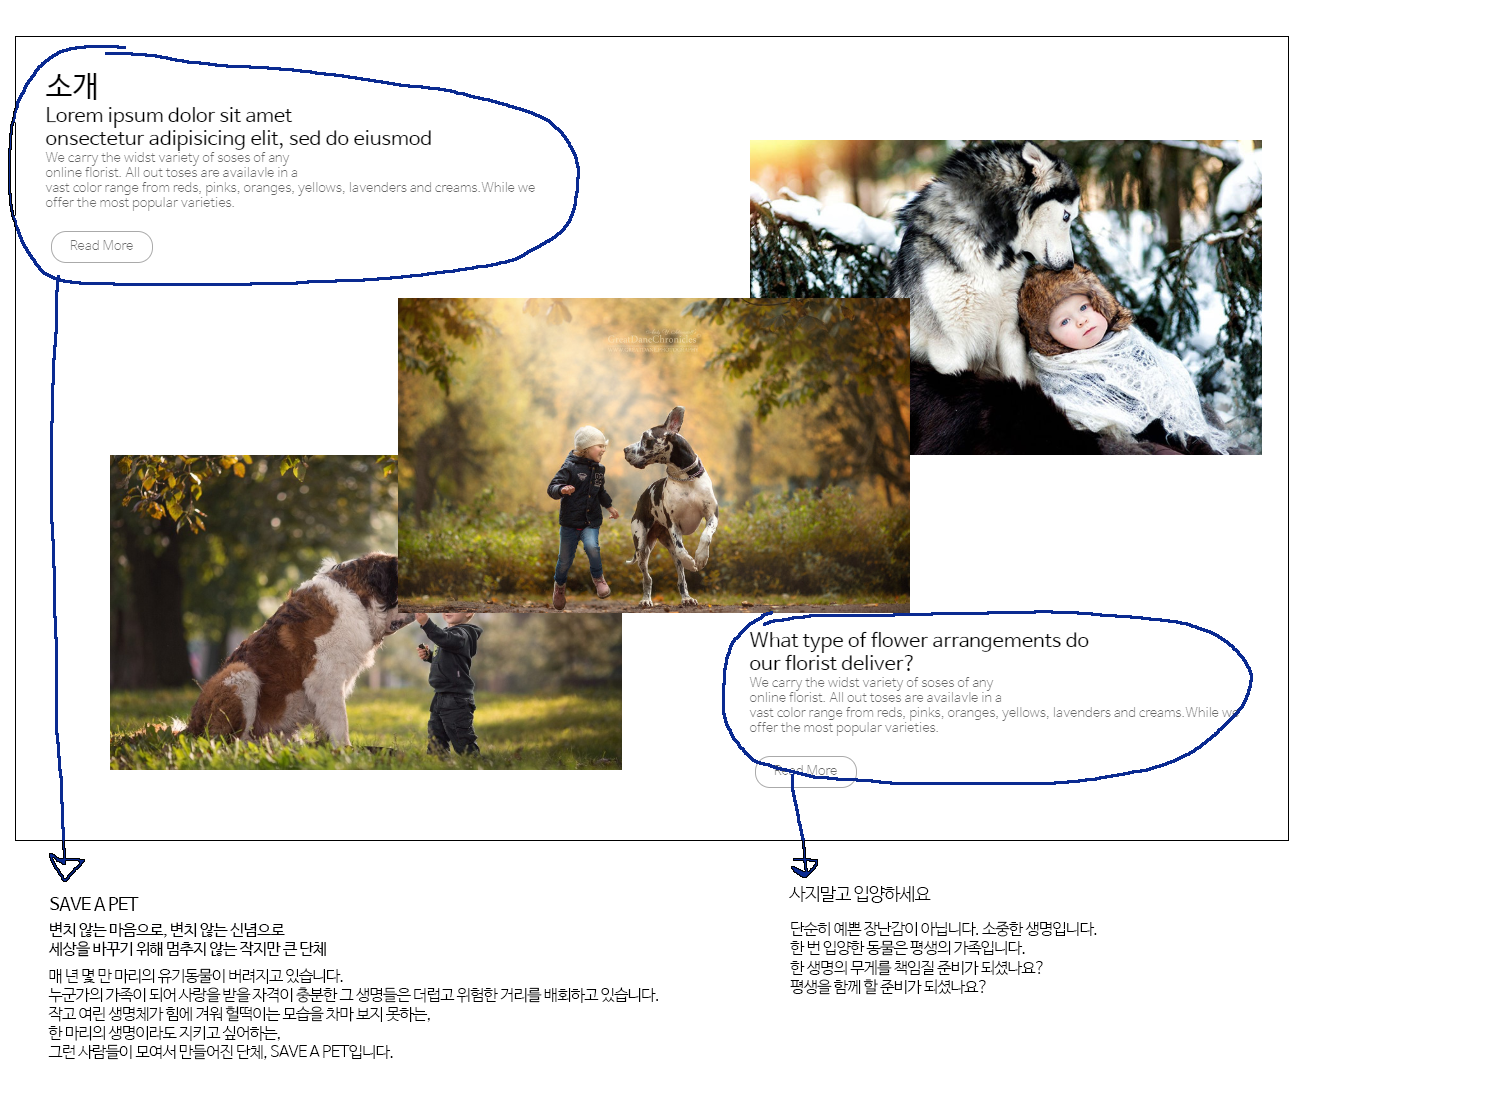 소개
Lorem ipsum dolor sit amet
onsectetur adipisicing elit, sed do eiusmod
We carry the widst variety of soses of any
online florist. All out toses are availavle in a
vast color range from reds, pinks, oranges, yellows, lavenders and creams.While we
offer the most popular varieties.
Read More
GreatDaneChronicles
What type of flower arrangements do
our florist deliver?
We carry the widst variety of soses of any
online florist. All out toses are availavle in a
vast color range from reds, pinks, oranges, yellows, lavenders and creams.While we
offer the most popular varieties.
Read More
SAVE A PET
변치 않는 마음으로, 변치 않는 신념으로
세상을 바꾸기 위해 멈추지 않는 작지만 큰 단체
매 년 몇 만 마리의 유기동물이 버려지고 있습니다.
누군가의 가족이 되어 사랑을 받을 자격이 충분한 그 생명들은 더럽고 위험한 거리를 배회하고 있습니다.
작고 여린 생명체가 힘에 겨워 헐떡이는 모습을 차마 보지 못하는,
한 마리의 생명이라도 지키고 싶어하는,
그런 사람들이 모여서 만들어진 단체, SAVE A PET입니다.
사지말고 입양하세요
단순히 예쁜 장난감이 아닙니다. 소중한 생명입니다.
한 번 입양한 동물은 평생의 가족입니다.
한 생명의 무게를 책임질 준비가 되셨나요?
평생을 함께 할 준비가 되셨나요?